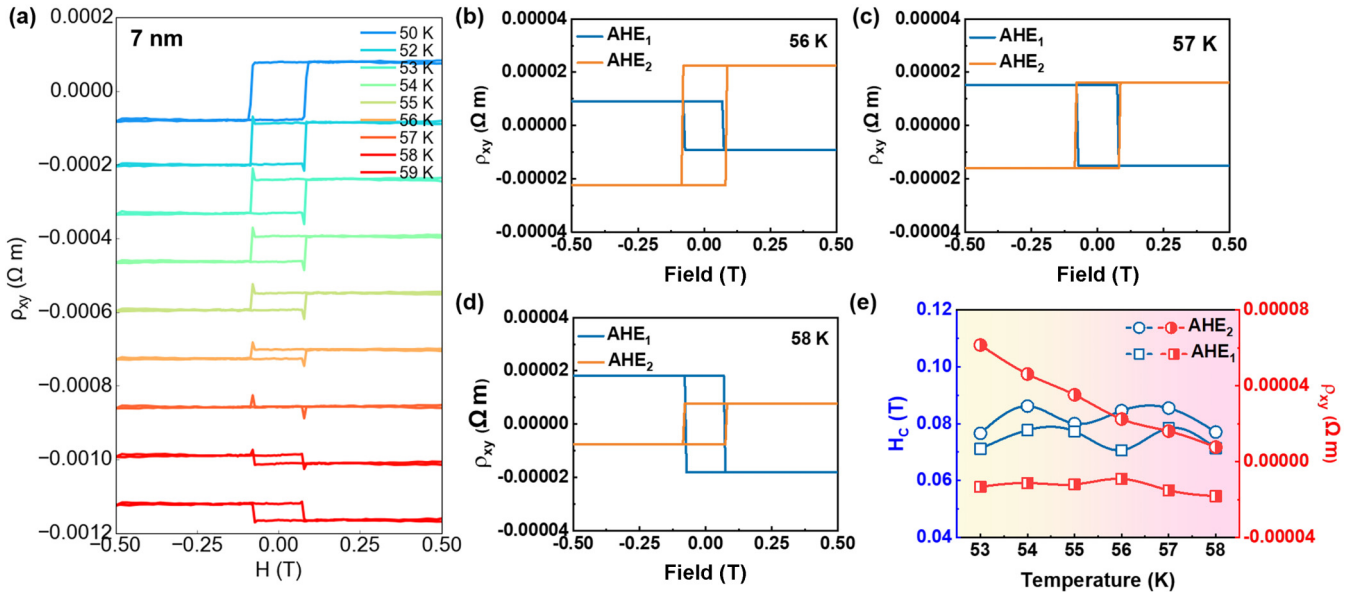 (a)
7 nm
50 K
52 K
53 K
54 K
55 K
56 K
57 K
58 K
59 K
0.0000
−0.0002
−0.0004
−0.0006
−0.0008
−0.0010
−0.0012
ρxy (Ω m)
−0.50 −0.25 0.00 0.25 0.50
H (T)
(b)
AHE1
AHE2
56 K
0.00004
0.00002
0.00000
-0.00002
-0.00004
ρxy (Ω m)
-0.50 -0.25 0.00 0.25 0.50
Field (T)
(c)
AHE1
AHE2
57 K
0.00004
0.00002
0.00000
-0.00002
-0.00004
ρxy (Ω m)
-0.50 -0.25 0.00 0.25 0.50
Field (T)
(d)
AHE1
AHE2
58 K
0.00004
0.00002
0.00000
-0.00002
-0.00004
ρxy (Ω m)
-0.50 -0.25 0.00 0.25 0.50
Field (T)
(e)
AHE2
AHE1
0.12
0.10
0.08
0.06
0.04
HC (T)
0.00008
0.00004
0.00000
-0.00004
ρxy (Ω m)
53 54 55 56 57 58
Temperature (K)